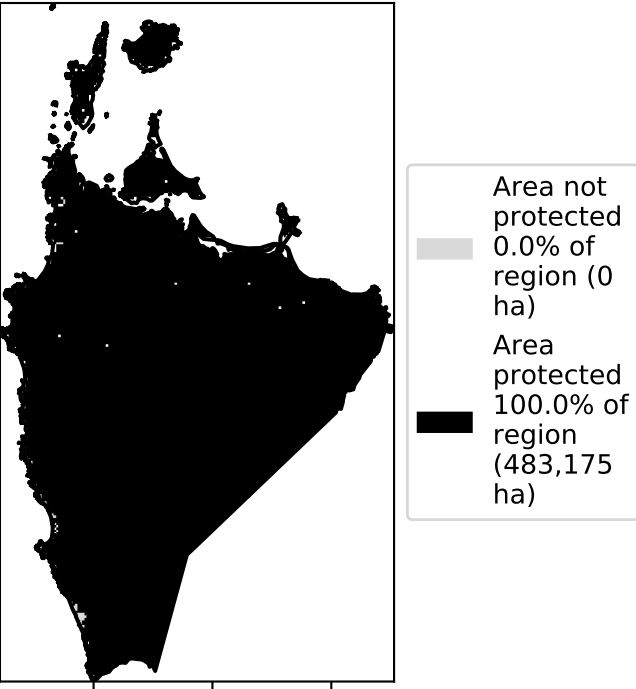 Area not
protected
0.0% of
region (0
ha)
Area
protected
100.0% of
region
(483,175
ha)